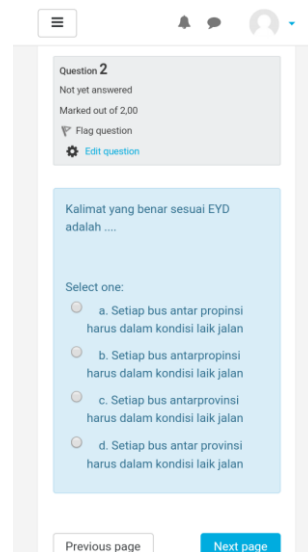 Question 2
Not yet answered
Marked out of 2,00
Flag question
Edit question
Kalimat yang benar sesuai EYD
adalah ....
Select one:
a. Setiap bus antar propinsi
harus dalam kondisi laik jalan
b. Setiap bus antarpropinsi
harus dalam kondisi laik jalan
c. Setiap bus antarprovinsi
harus dalam kondisi laik jalan
d. Setiap bus antar provinsi
harus dalam kondisi laik jalan
Previous page
Next page